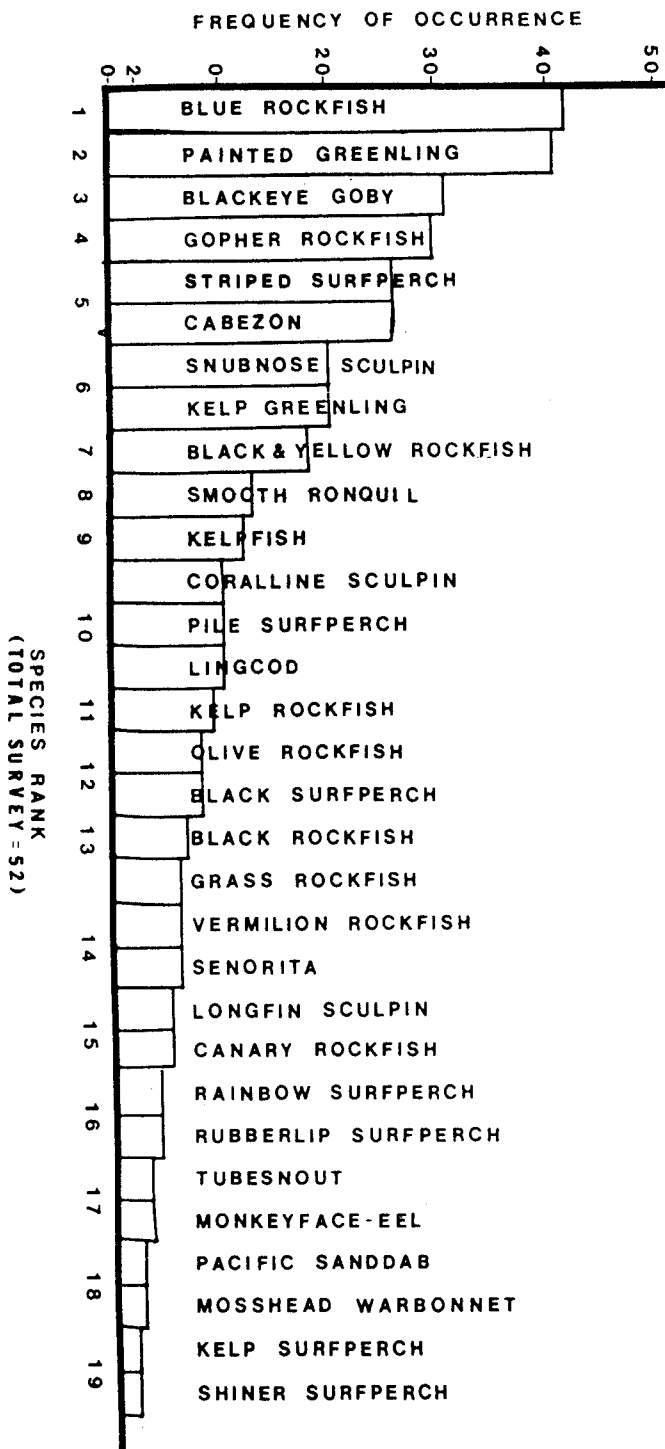 FREQUENCY OF OCCURRENCE
0 2 0 20 30 40 50
1 BLUE ROCKFISH
2 PAINTED GREENLING
3 BLACKEYE GOBY
4 GOPHER ROCKFISH
STRIPED SURFPERCH
5
CABEZON
SNUBNOSE SCULPIN
6
KELP GREENLING
7 BLACK & YELLOW ROCKFISH
8 SMOOTH RONQUIL
9 KELPFISH
CORALLINE SCULPIN
10 PILE SURFPERCH
LINGCOD
11 KELP ROCKFISH
OLIVE ROCKFISH
12
BLACK SURFPERCH
13 BLACK ROCKFISH
GRASS ROCKFISH
VERMILION ROCKFISH
14
SENORITA
LONGFIN SCULPIN
15
CANARY ROCKFISH
RAINBOW SURFPERCH
16
RUBBERLIP SURFPERCH
TUBESNOUT
17
MONKEYFACE-EEL
PACIFIC SANDDAB
18
MOSSHEAD WARBONNET
KELP SURFPERCH
19
SHINER SURFPERCH
SPECIES RANK
(TOTAL SURVEY=52)